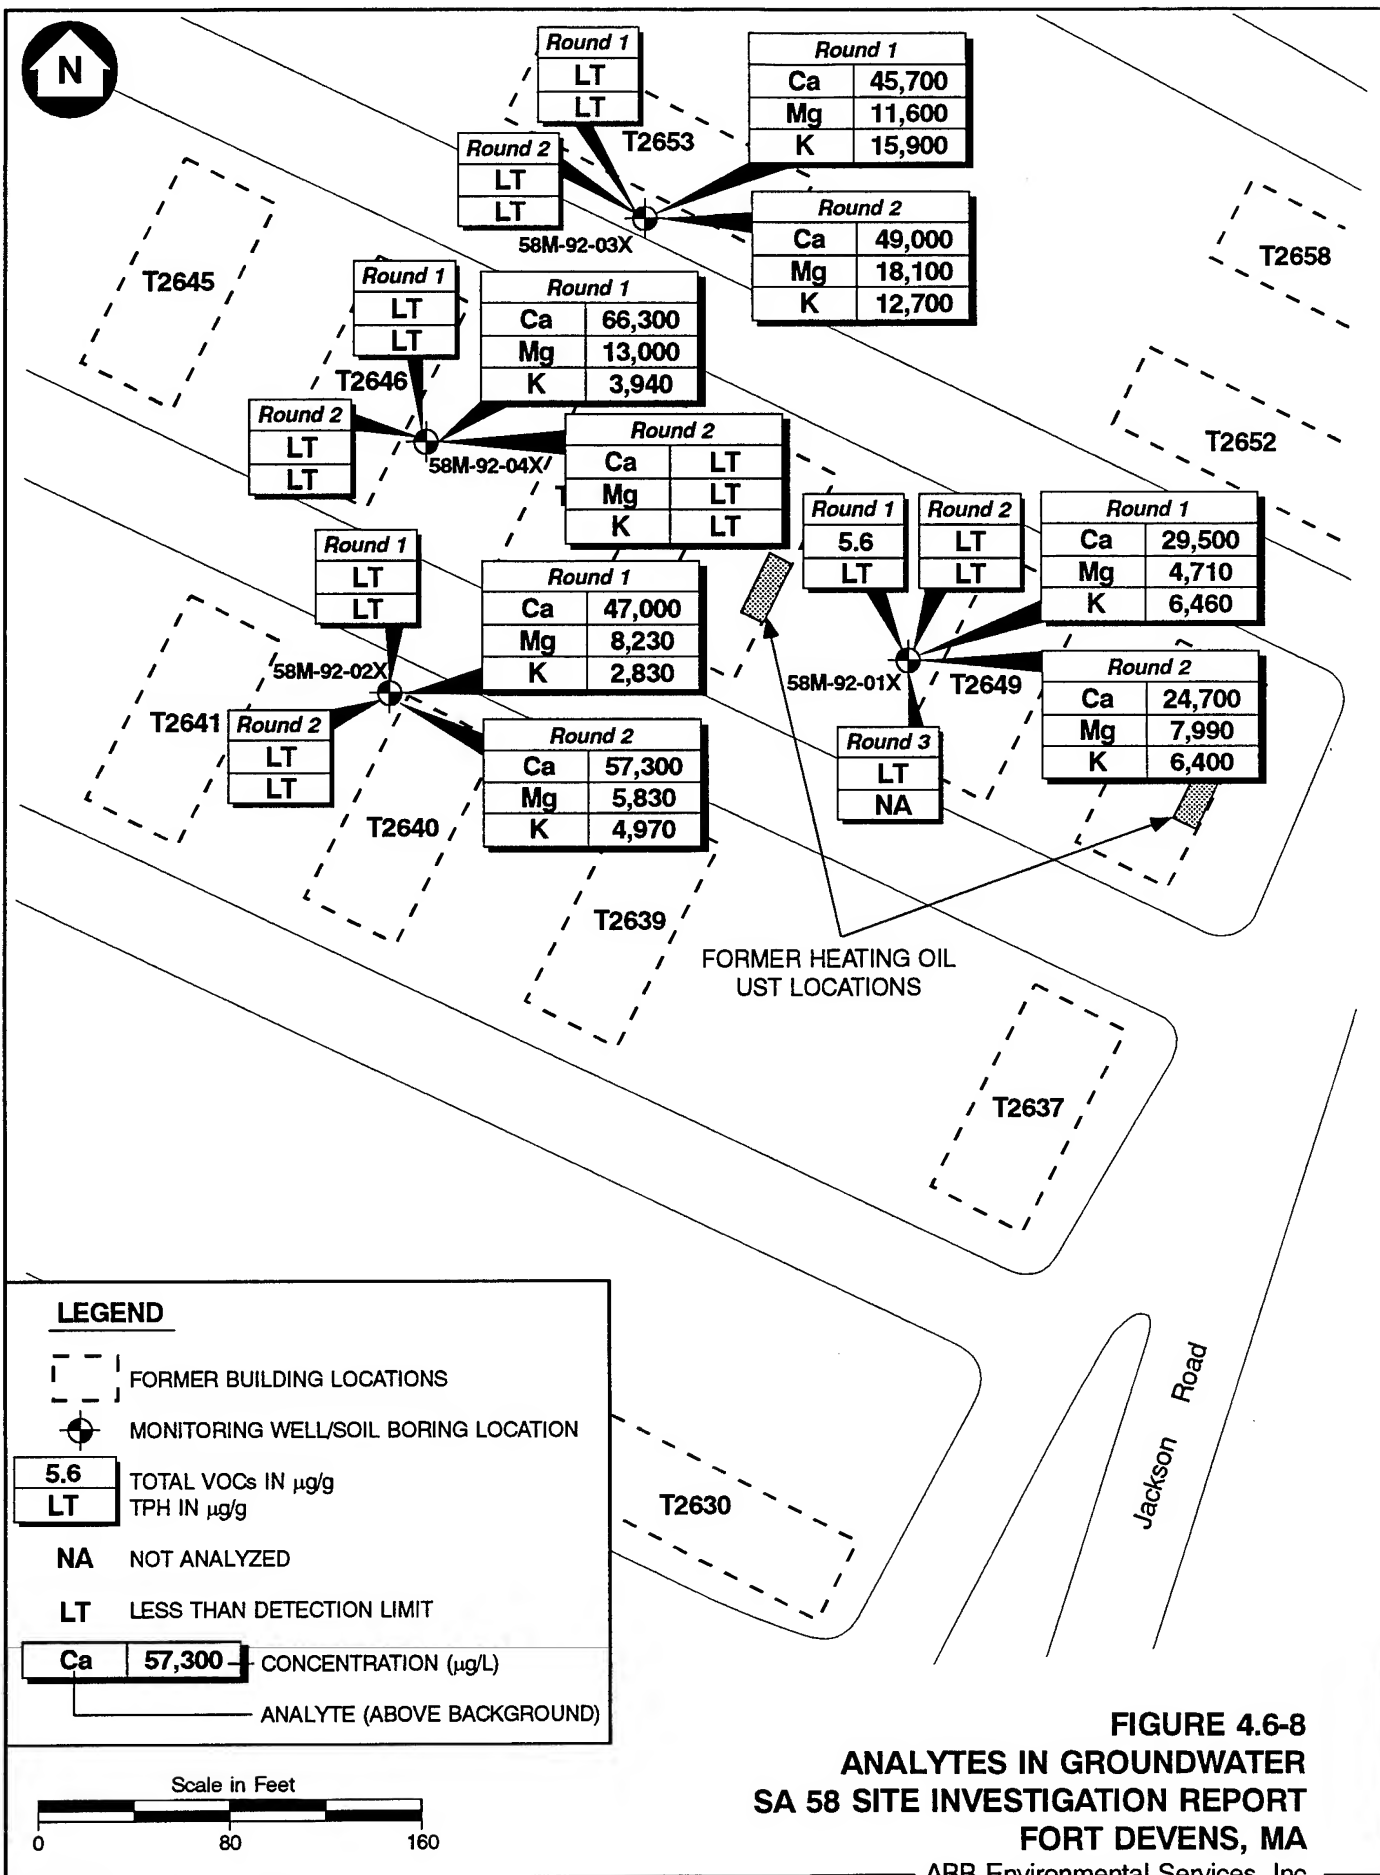 N
Round 1
LT
LT
T2653
Round 1
Ca 45,700
Mg 11,600
K 15,900
Round 2
LT
LT
58M-92-03X
Round 2
Ca 49,000
Mg 18,100
K 12,700
T2658
T2645
Round 1
LT
LT
T2646
Round 1
Ca 66,300
Mg 13,000
K 3,940
Round 2
LT
LT
58M-92-04X
Round 2
Ca LT
Mg LT
K LT
T2652
Round 1
5.6
LT
Round 2
LT
LT
Round 1
Ca 29,500
Mg 4,710
K 6,460
Round 1
LT
LT
Round 1
Ca 47,000
Mg 8,230
K 2,830
58M-92-02X
58M-92-01X
T2649
Round 2
Ca 24,700
Mg 7,990
K 6,400
T2641
Round 2
LT
LT
Round 2
Ca 57,300
Mg 5,830
K 4,970
Round 3
LT
NA
T2640
T2639
FORMER HEATING OIL
UST LOCATIONS
T2637
Jackson Road
T2630
LEGEND
FORMER BUILDING LOCATIONS
MONITORING WELL/SOIL BORING LOCATION
5.6 TOTAL VOCs IN µg/g
LT TPH IN µg/g
NA NOT ANALYZED
LT LESS THAN DETECTION LIMIT
Ca 57,300 CONCENTRATION (µg/L)
ANALYTE (ABOVE BACKGROUND)
Scale in Feet
0 80 160
FIGURE 4.6-8
ANALYTES IN GROUNDWATER
SA 58 SITE INVESTIGATION REPORT
FORT DEVENS, MA
ABB Environmental Services, Inc.